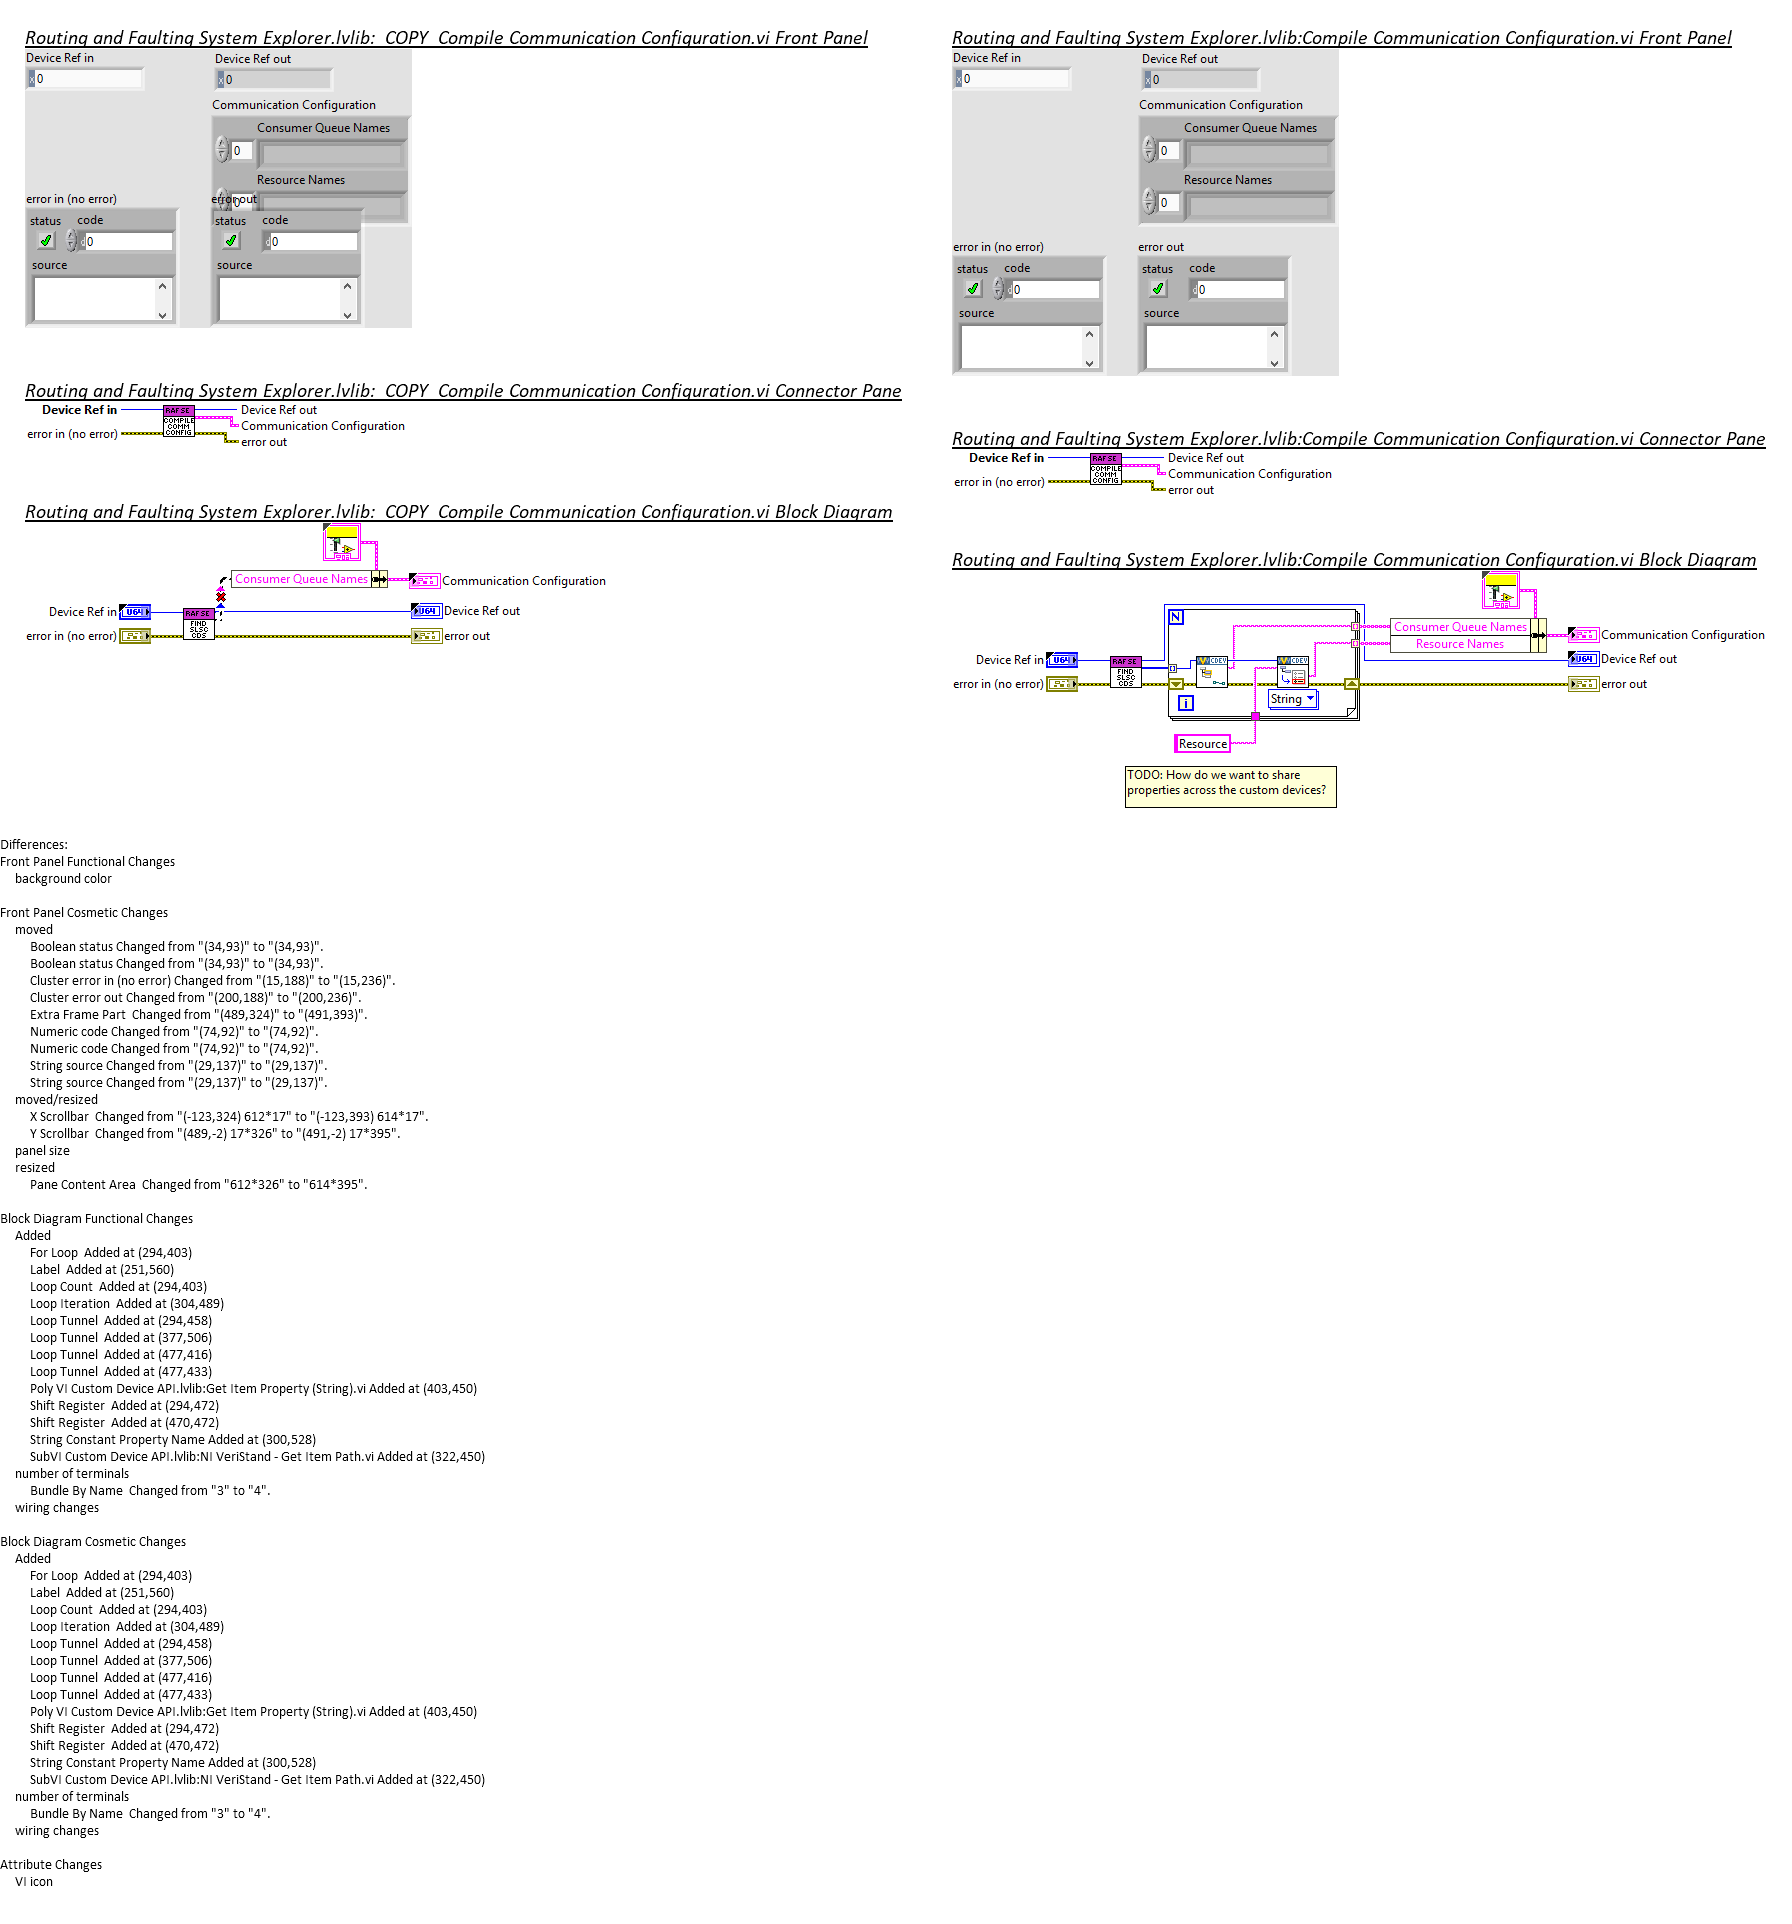 Routing and Faulting System Explorer.lvlib:_COPY_Compile Communication Configuration.vi Front Panel
Device Ref in
Device Ref out
x 0
x 0
Communication Configuration
Consumer Queue Names
0
Resource Names
0
error in (no error)
error out
status
code
status
code
d 0
d 0
source
source
Routing and Faulting System Explorer.lvlib:_COPY_Compile Communication Configuration.vi Connector Pane
Device Ref in
RAF SE
COMPILE
COMM
CONFIG
Device Ref out
Communication Configuration
error in (no error)
error out
Routing and Faulting System Explorer.lvlib:_COPY_Compile Communication Configuration.vi Block Diagram
Consumer Queue Names
Communication Configuration
Device Ref in
U64
RAF SE
FIND
SLSC
CDS
U64
Device Ref out
error in (no error)
error out
Routing and Faulting System Explorer.lvlib:Compile Communication Configuration.vi Front Panel
Device Ref in
Device Ref out
x 0
x 0
Communication Configuration
Consumer Queue Names
0
Resource Names
0
error in (no error)
error out
status
code
status
code
d 0
d 0
source
source
Routing and Faulting System Explorer.lvlib:Compile Communication Configuration.vi Connector Pane
Device Ref in
RAF SE
COMPILE
COMM
CONFIG
Device Ref out
Communication Configuration
error in (no error)
error out
Routing and Faulting System Explorer.lvlib:Compile Communication Configuration.vi Block Diagram
N
Consumer Queue Names
Resource Names
Communication Configuration
Device Ref in
U64
RAF SE
FIND
SLSC
CDS
CDEV
CDEV
U64
Device Ref out
error in (no error)
error out
i
String
Resource
TODO: How do we want to share
properties across the custom devices?
Differences:
Front Panel Functional Changes
background color
Front Panel Cosmetic Changes
moved
Boolean status Changed from "(34,93)" to "(34,93)".
Boolean status Changed from "(34,93)" to "(34,93)".
Cluster error in (no error) Changed from "(15,188)" to "(15,236)".
Cluster error out Changed from "(200,188)" to "(200,236)".
Extra Frame Part  Changed from "(489,324)" to "(491,393)".
Numeric code Changed from "(74,92)" to "(74,92)".
Numeric code Changed from "(74,92)" to "(74,92)".
String source Changed from "(29,137)" to "(29,137)".
String source Changed from "(29,137)" to "(29,137)".
moved/resized
X Scrollbar  Changed from "(-123,324) 612*17" to "(-123,393) 614*17".
Y Scrollbar  Changed from "(489,-2) 17*326" to "(491,-2) 17*395".
panel size
resized
Pane Content Area  Changed from "612*326" to "614*395".
Block Diagram Functional Changes
Added
For Loop  Added at (294,403)
Label  Added at (251,560)
Loop Count  Added at (294,403)
Loop Iteration  Added at (304,489)
Loop Tunnel  Added at (294,458)
Loop Tunnel  Added at (377,506)
Loop Tunnel  Added at (477,416)
Loop Tunnel  Added at (477,433)
Poly VI Custom Device API.lvlib:Get Item Property (String).vi Added at (403,450)
Shift Register  Added at (294,472)
Shift Register  Added at (470,472)
String Constant Property Name Added at (300,528)
SubVI Custom Device API.lvlib:NI VeriStand - Get Item Path.vi Added at (322,450)
number of terminals
Bundle By Name  Changed from "3" to "4".
wiring changes
Block Diagram Cosmetic Changes
Added
For Loop  Added at (294,403)
Label  Added at (251,560)
Loop Count  Added at (294,403)
Loop Iteration  Added at (304,489)
Loop Tunnel  Added at (294,458)
Loop Tunnel  Added at (377,506)
Loop Tunnel  Added at (477,416)
Loop Tunnel  Added at (477,433)
Poly VI Custom Device API.lvlib:Get Item Property (String).vi Added at (403,450)
Shift Register  Added at (294,472)
Shift Register  Added at (470,472)
String Constant Property Name Added at (300,528)
SubVI Custom Device API.lvlib:NI VeriStand - Get Item Path.vi Added at (322,450)
number of terminals
Bundle By Name  Changed from "3" to "4".
wiring changes
Attribute Changes
VI icon